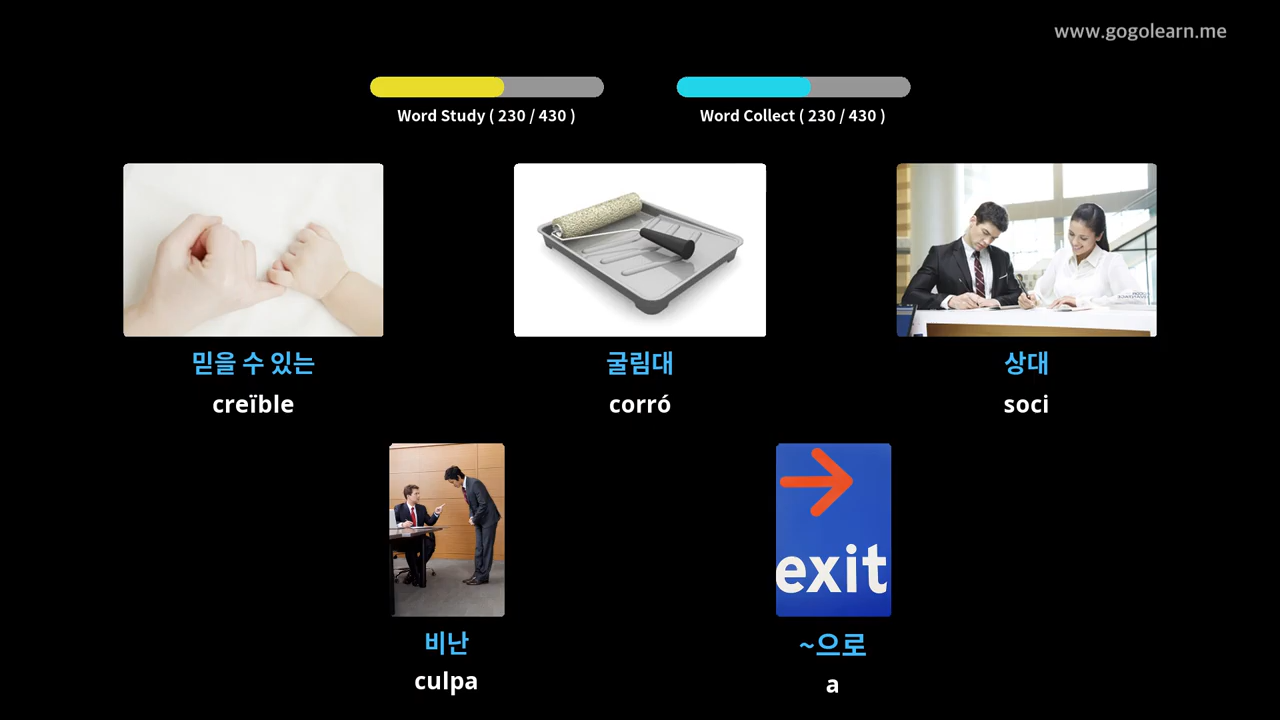 www.gogolearn.me
Word Study ( 230 / 430 )
Word Collect ( 230 / 430 )
믿을 수 있는
creïble
굴림대
corró
상대
soci
exit
비난
culpa
~으로
a